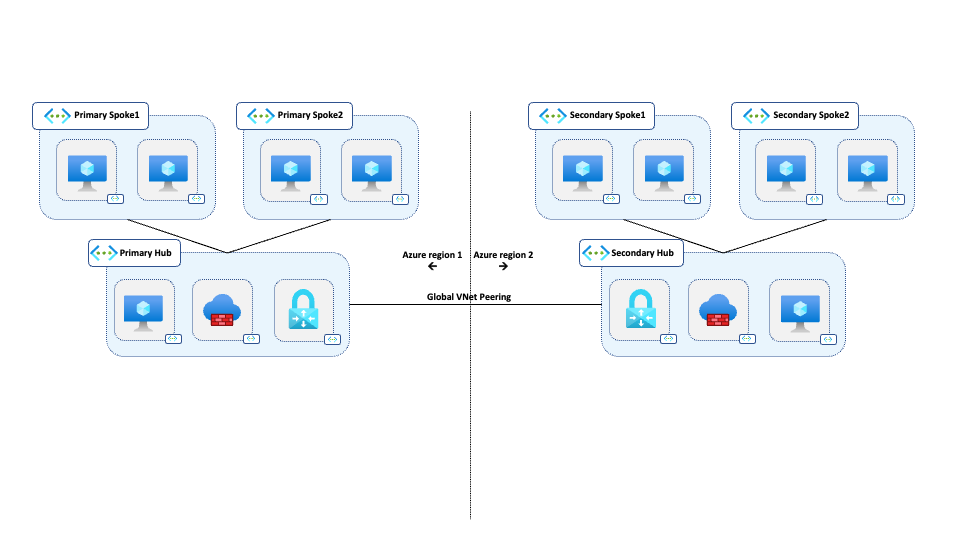 Primary Spoke1
Primary Spoke2
Secondary Spoke1
Secondary Spoke2
Primary Hub
Azure region 1
Azure region 2
Secondary Hub
Global VNet Peering